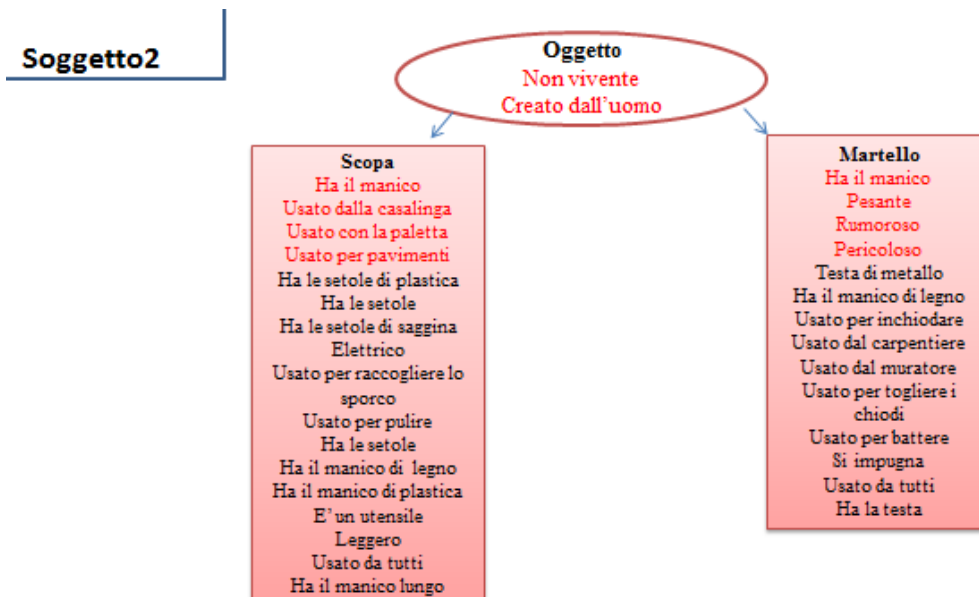 Soggetto2
Oggetto
Non vivente
Creato dall'uomo
Scopa
Ha il manico
Usato dalla casalinga
Usato con la paletta
Usato per pavimenti
Ha le setole di plastica
Ha le setole
Ha le setole di saggina
Elettrico
Usato per raccogliere lo
sporco
Usato per pulire
Ha le setole
Ha il manico di legno
Ha il manico di plastica
E' un utensile
Leggero
Usato da tutti
Ha il manico lungo
Martello
Ha il manico
Pesante
Rumoroso
Pericoloso
Testa di metallo
Ha il manico di legno
Usato per inchiodare
Usato dal carpentiere
Usato dal muratore
Usato per togliere i
chiodi
Usato per battere
Si impugna
Usato da tutti
Ha la testa